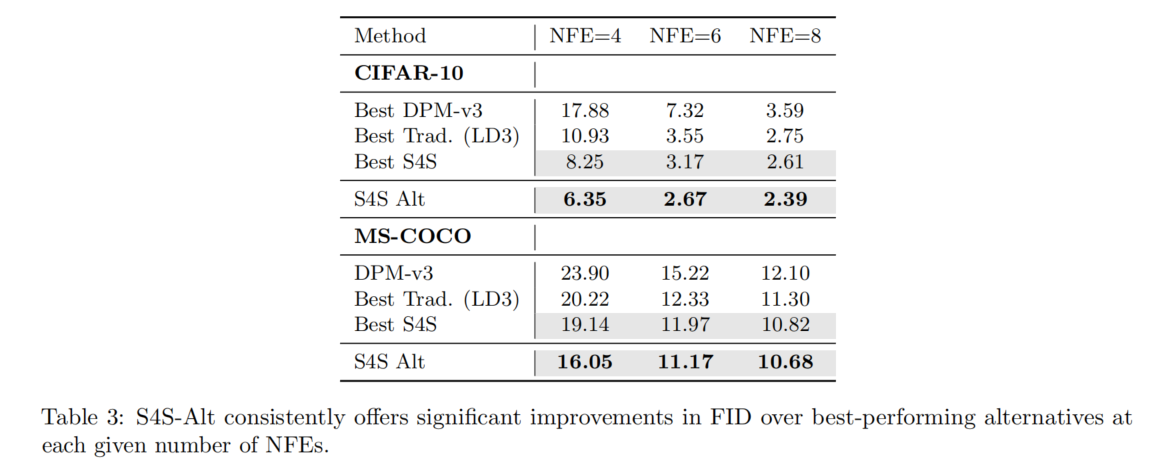 Method NFE=4 NFE=6 NFE=8
CIFAR-10
Best DPM-v3 17.88 7.32 3.59
Best Trad. (LD3) 10.93 3.55 2.75
Best S4S 8.25 3.17 2.61
S4S Alt 6.35 2.67 2.39
MS-COCO
DPM-v3 23.90 15.22 12.10
Best Trad. (LD3) 20.22 12.33 11.30
Best S4S 19.14 11.97 10.82
S4S Alt 16.05 11.17 10.68
Table 3: S4S-Alt consistently offers significant improvements in FID over best-performing alternatives at
each given number of NFEs.